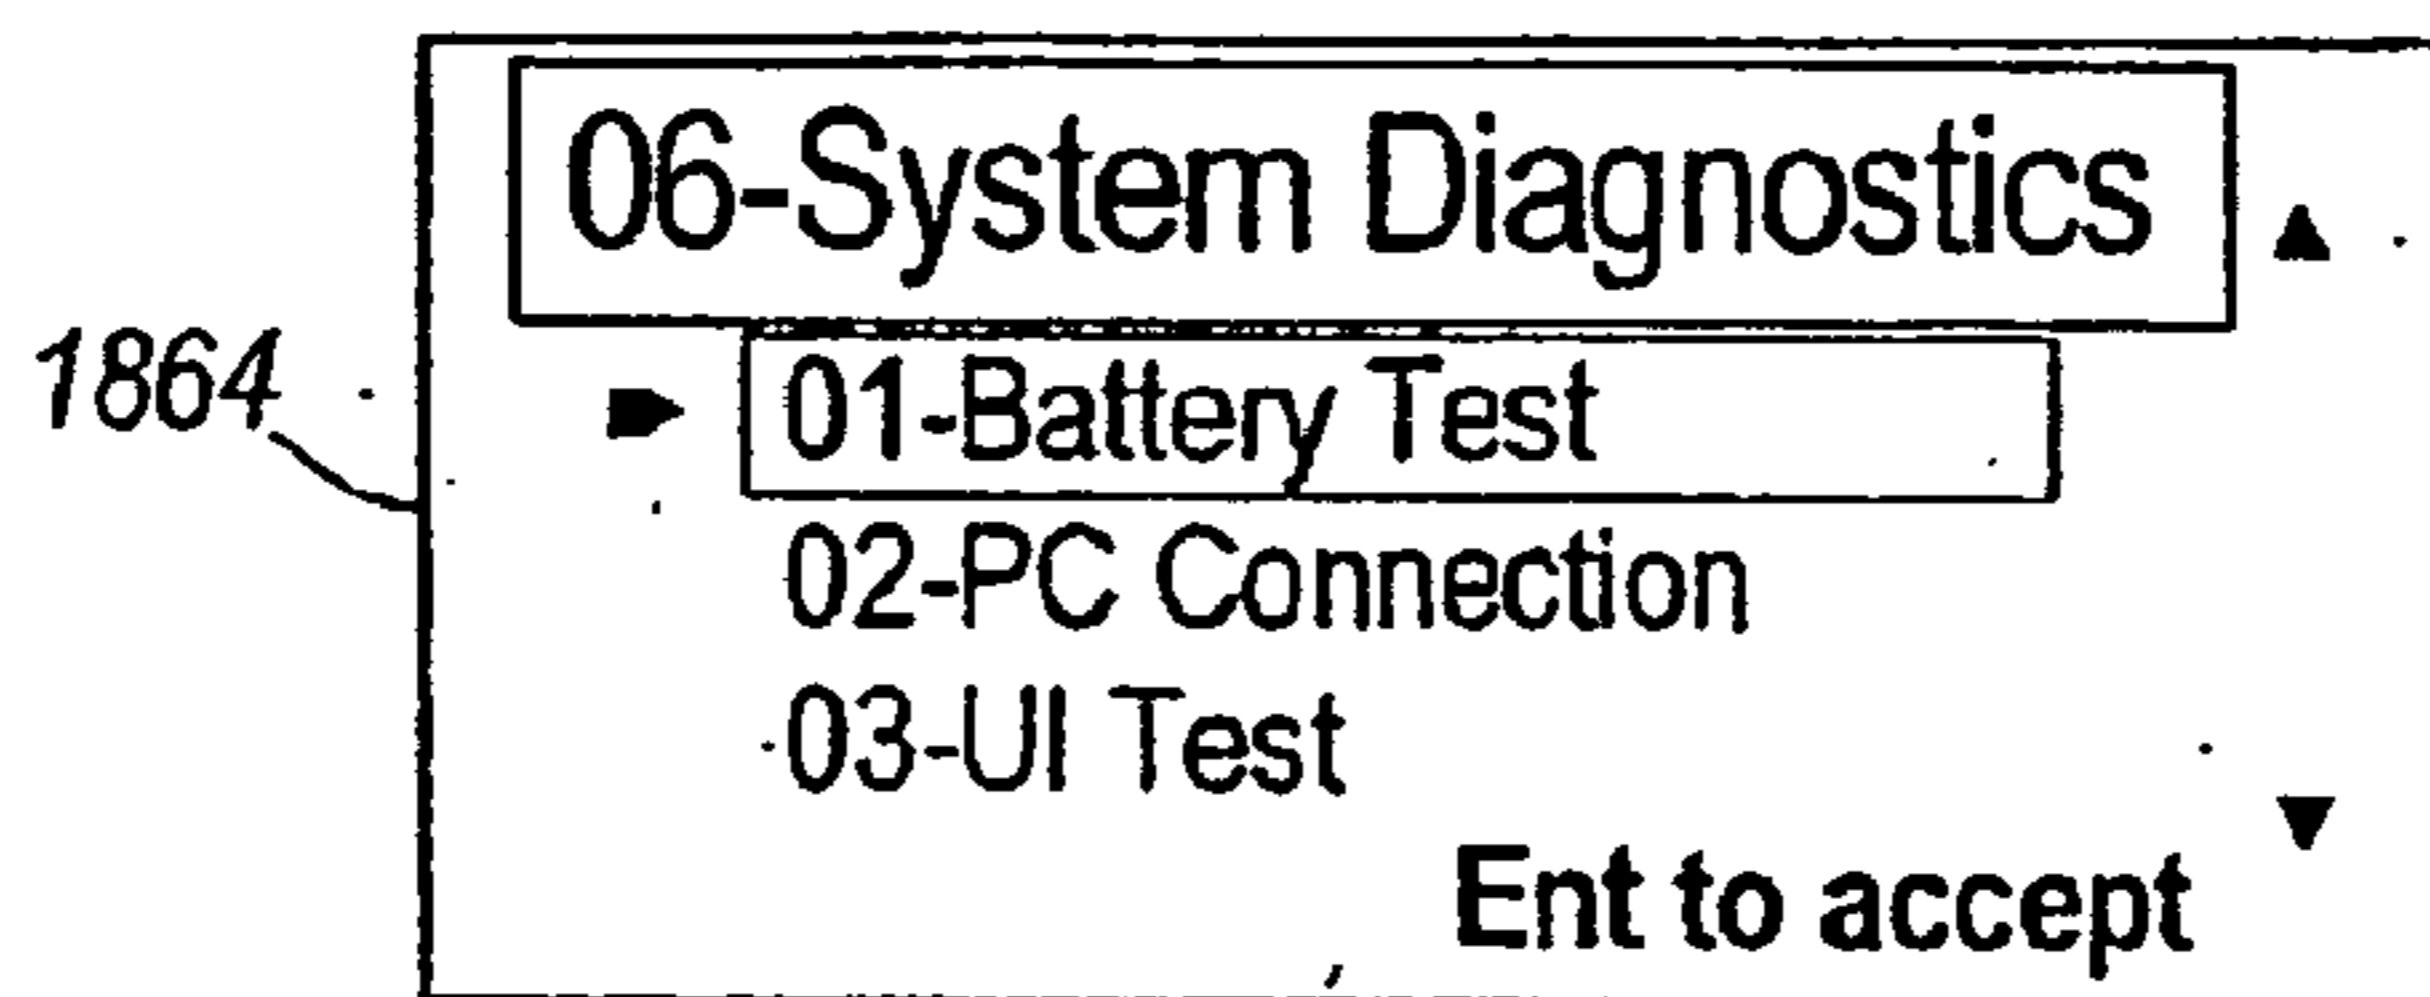 06-System Diagnostics
1864
01-Battery Test
02-PC Connection
03-UI Test
Ent to accept